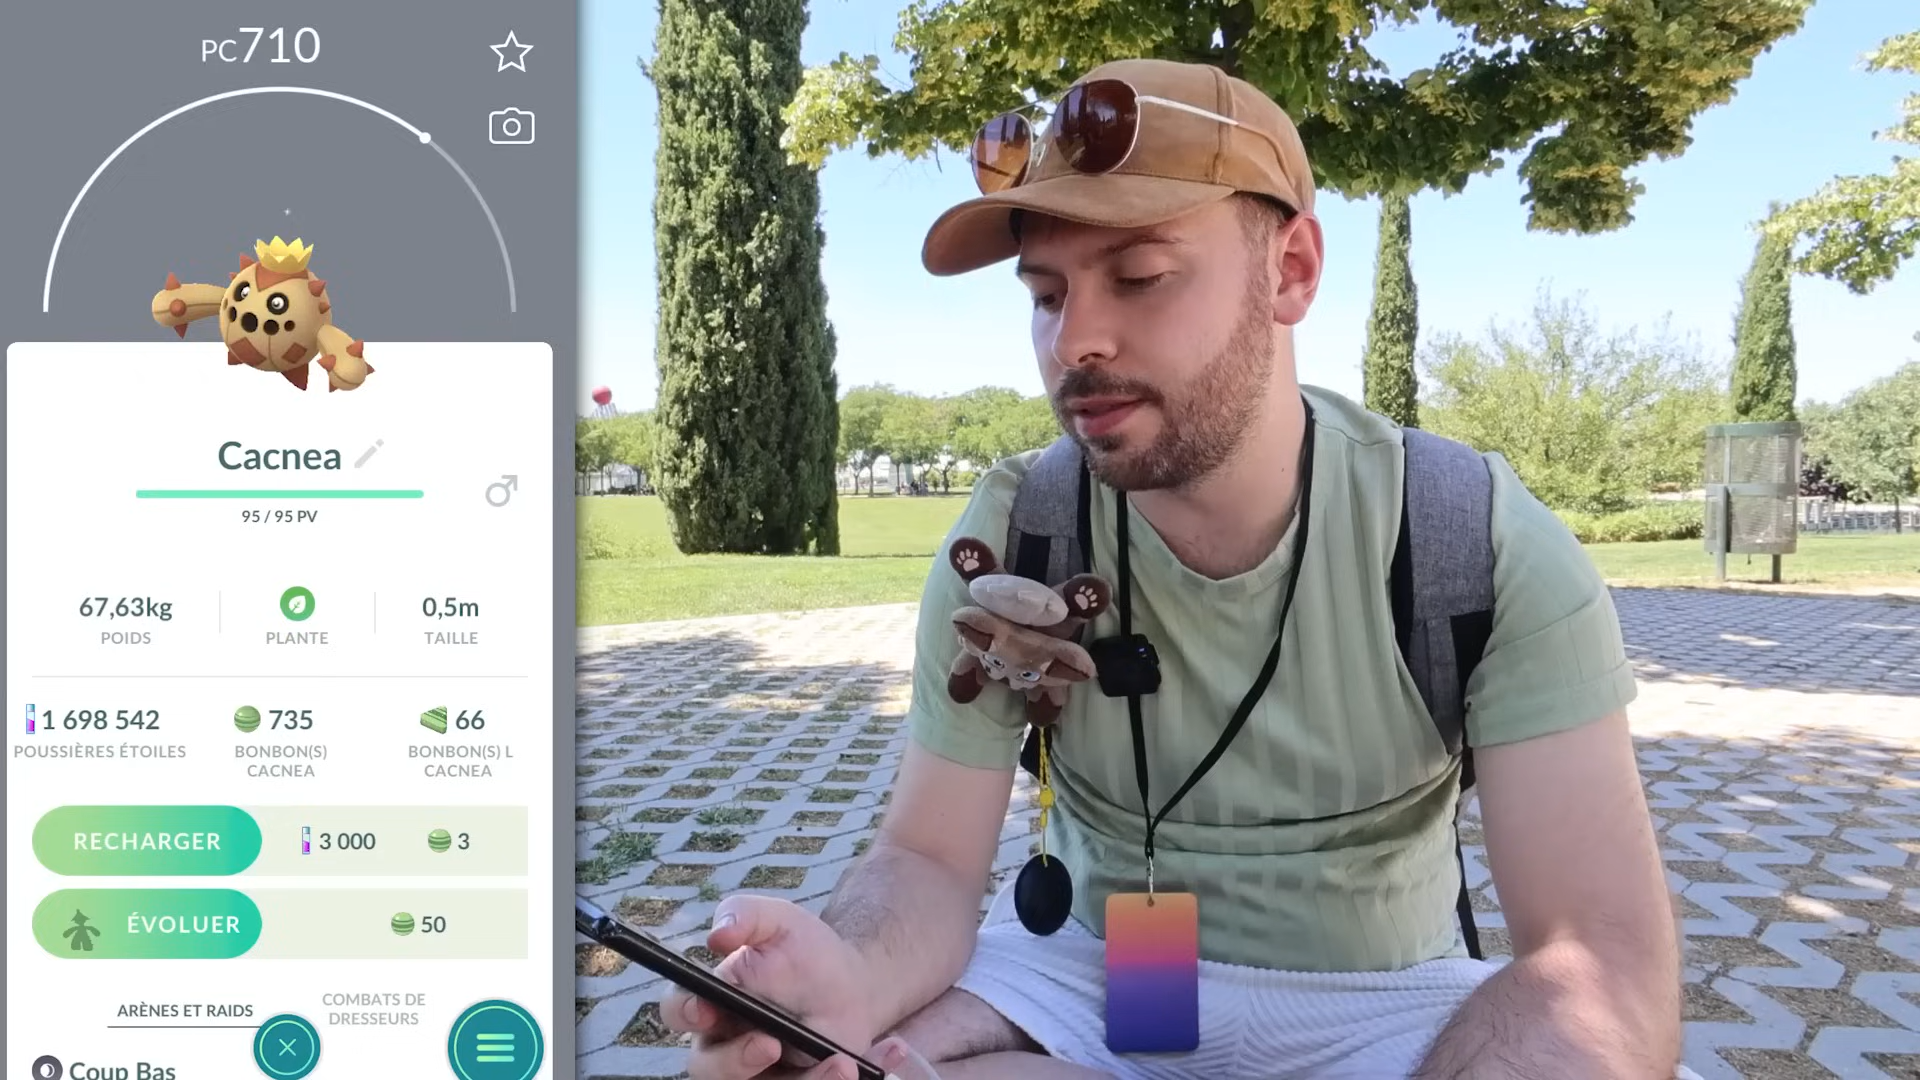 PC710
Cacnea
95 / 95 PV
67,63kg
POIDS
PLANTE
0,5m
TAILLE
1 698 542
POUSSIÈRES ÉTOILES
735
BONBON(S)
CACNEA
66
BONBON(S) L
CACNEA
RECHARGER
3 000
3
ÉVOLUER
50
ARÈNES ET RAIDS
COMBATS DE
DRESSEURS
Coup Bas